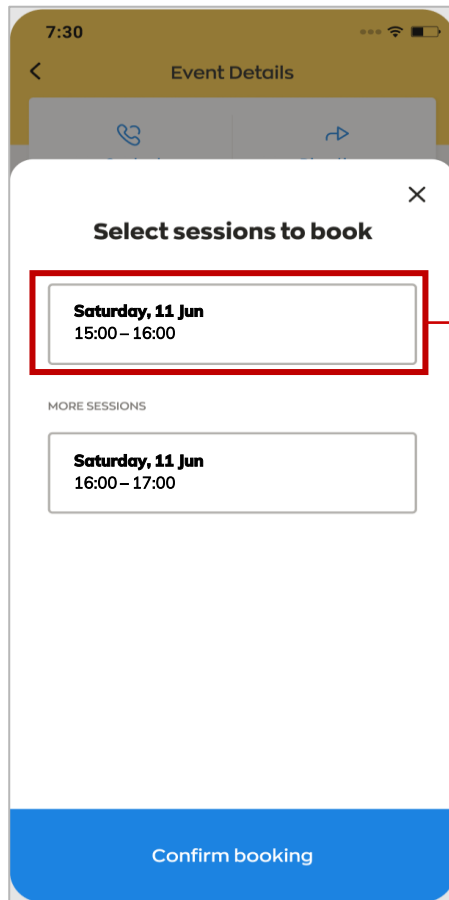 7:30
Event Details
Select sessions to book
Saturday, 11 Jun
15:00 – 16:00
MORE SESSIONS
Saturday, 11 Jun
16:00 – 17:00
Confirm booking